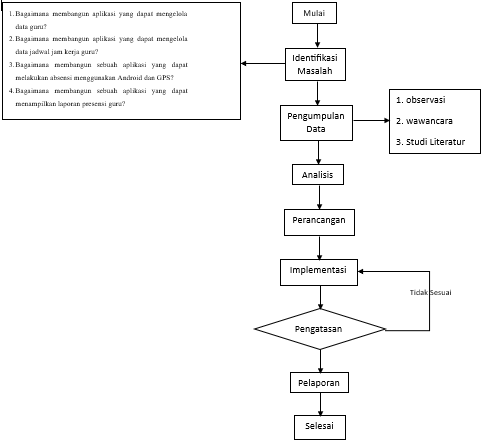 1. Bagaimana membangun aplikasi yang dapat mengelola
data guru?
2. Bagaimana membangun aplikasi yang dapat mengelola
data jadwal jam kerja guru?
3. Bagaimana membangun sebuah aplikasi yang dapat
melakukan absensi menggunakan Android dan GPS?
4. Bagaimana membangun sebuah aplikasi yang dapat
menampilkan laporan presensi guru?
Mulai
Identifikasi
Masalah
Pengumpulan
Data
1. observasi
2. wawancara
3. Studi Literatur
Analisis
Perancangan
Implementasi
Tidak Sesuai
Pengatasan
Pelaporan
Selesai